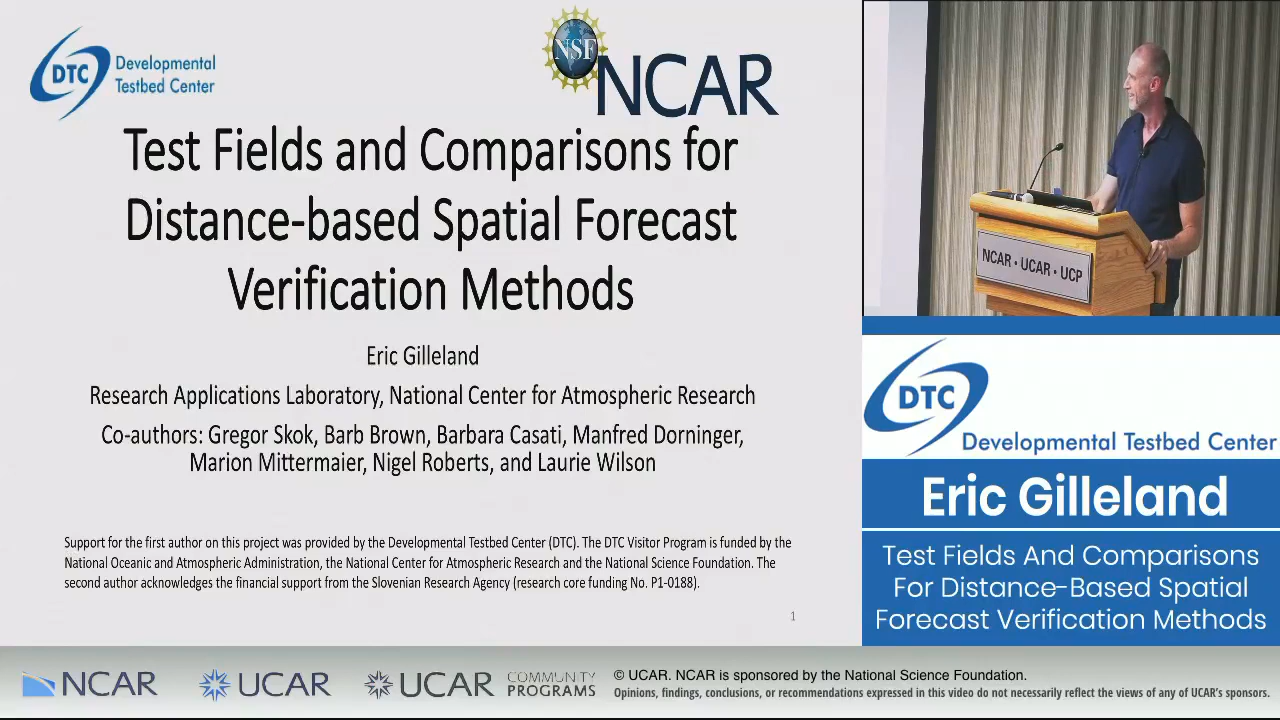 DTC Developmental
Testbed Center
NSF
NCAR
Test Fields and Comparisons for
Distance-based Spatial Forecast
Verification Methods
Eric Gilleland
Research Applications Laboratory, National Center for Atmospheric Research
Co-authors: Gregor Skok, Barb Brown, Barbara Casati, Manfred Dorninger,
Marion Mittermaier, Nigel Roberts, and Laurie Wilson
Support for the first author on this project was provided by the Developmental Testbed Center (DTC). The DTC Visitor Program is funded by the
National Oceanic and Atmospheric Administration, the National Center for Atmospheric Research and the National Science Foundation. The
second author acknowledges the financial support from the Slovenian Research Agency (research core funding No. P1-0188).
1
NCAR • UCAR • UCP
DTC
Developmental Testbed Center
Eric Gilleland
Test Fields And Comparisons
For Distance-Based Spatial
Forecast Verification Methods
NCAR
UCAR
UCAR
COMMUNITY
PROGRAMS
© UCAR. NCAR is sponsored by the National Science Foundation.
Opinions, findings, conclusions, or recommendations expressed in this video do not necessarily reflect the views of any of UCAR's sponsors.